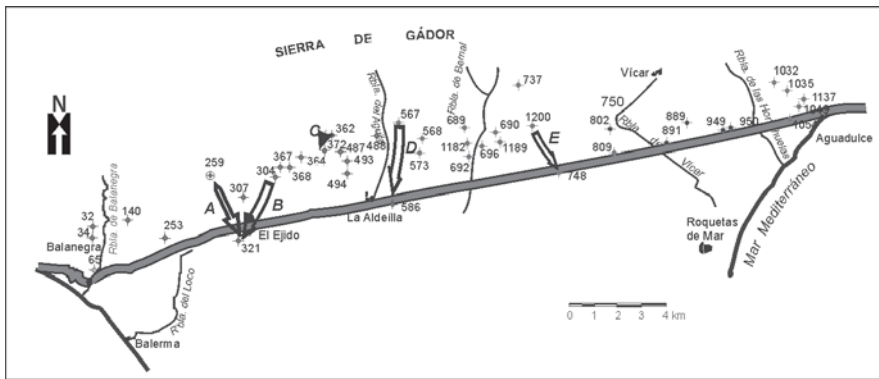 SIERRA DE GÁDOR
N
Balanegra
32
34
65
140
Rbla. de Balanegra
253
Rbla. del Loco
Balerma
259
A
307
304
B
321
El Ejido
367
368
364
C
362
372
487
488
493
494
La Aldeilla
567
568
573
D
586
Rbla. de Bernal
689
1182
692
690
696
1189
737
1200
E
748
Vícar
750
802
809
Rbla. de Vícar
889
891
949
950
1032
1035
1137
Aguadulce
Roquetas
de Mar
Mar Mediterráneo
0 1 2 3 4 km